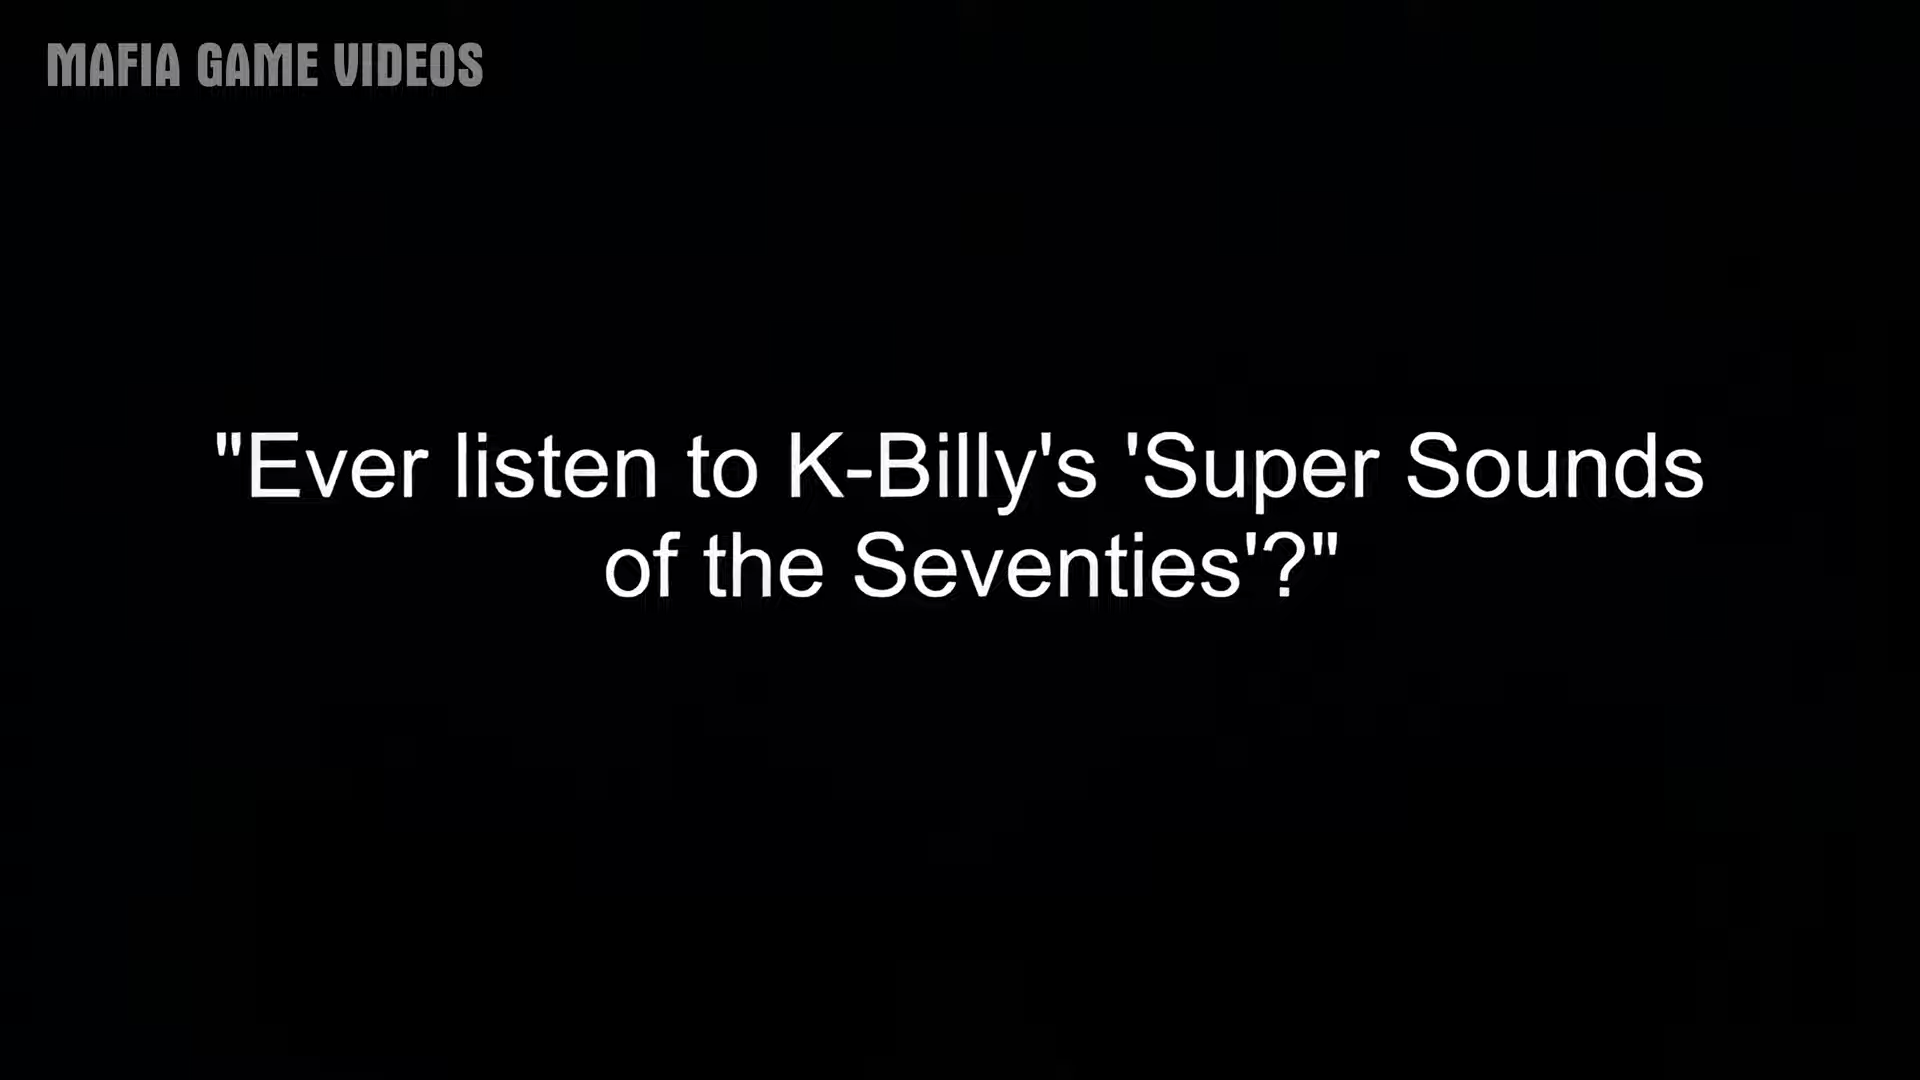 MAFIA GAME VIDEOS
"Ever listen to K-Billy's 'Super Sounds
of the Seventies'?"